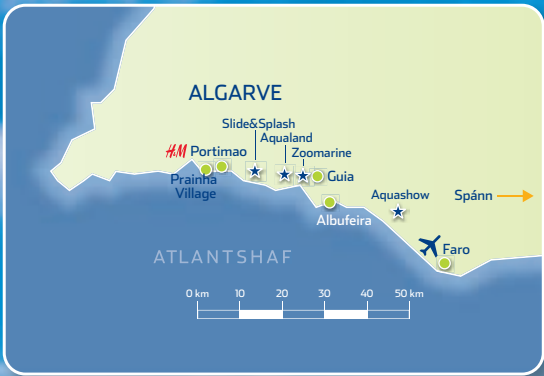 ALGARVE
Slide&Splash
Aqualand
Zoomarine
H&M Portimao
Prainha
Village
Guia
Albufeira
Aquashow
Spánn
Faro
ATLANTSHAF
0 km 10 20 30 40 50 km